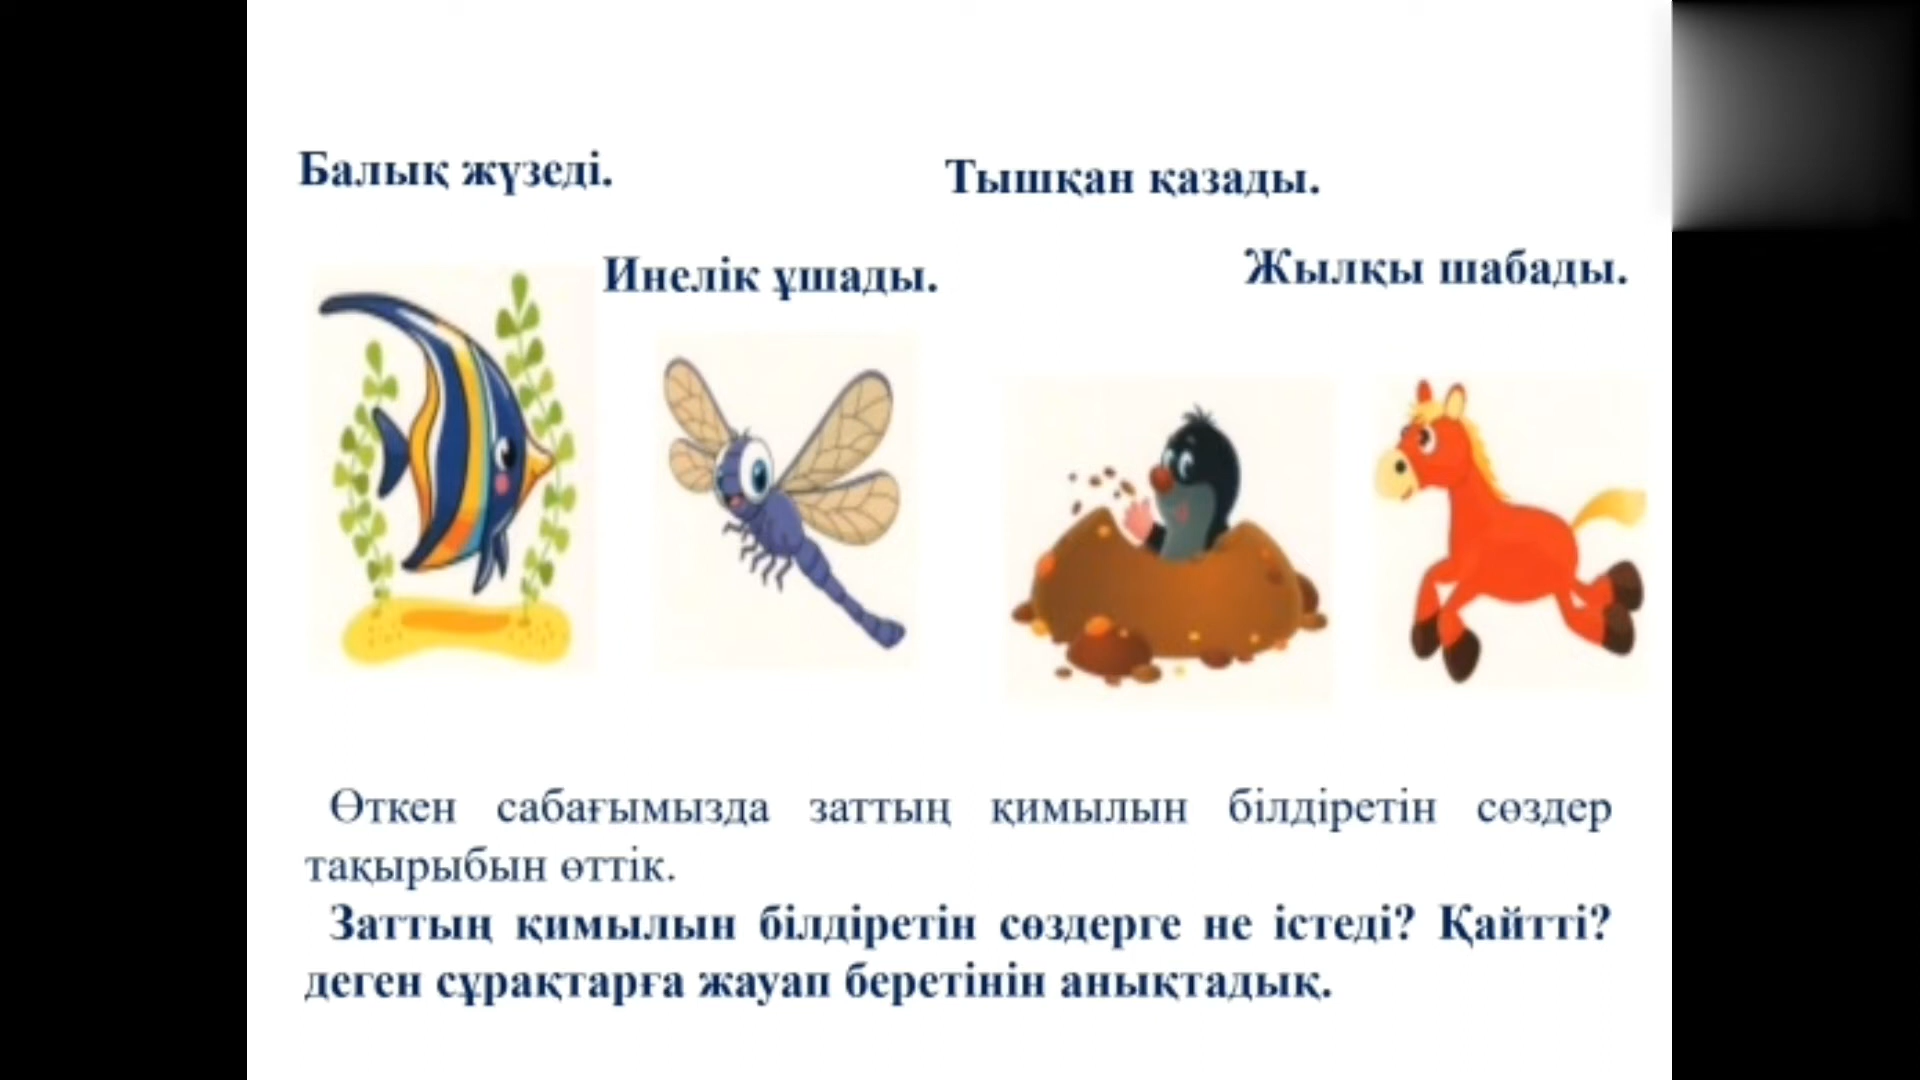 Балық жүзеді.
Тышқан қазады.
Инелік ұшады.
Жылқы шабады.
Өткен сабағымызда заттың қимылын білдіретін сөздер
тақырыбын өттік.
Заттың қимылын білдіретін сөздерге не істеді? Қайтті?
деген сұрақтарға жауап беретінін анықтадық.